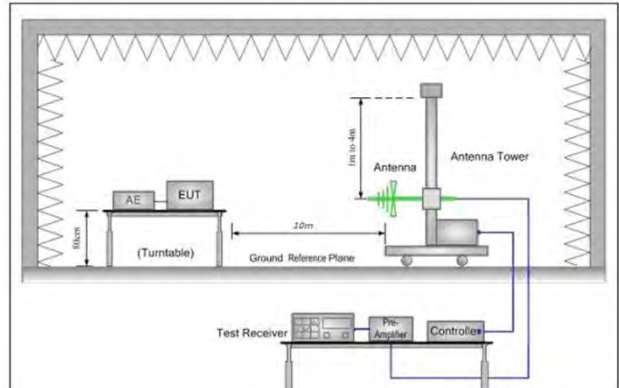 1m to 4m
Antenna
Antenna Tower
AE
EUT
80cm
(Turntable)
10m
Ground Reference Plane
Test Receiver
Pre-
Amplifier
Controller